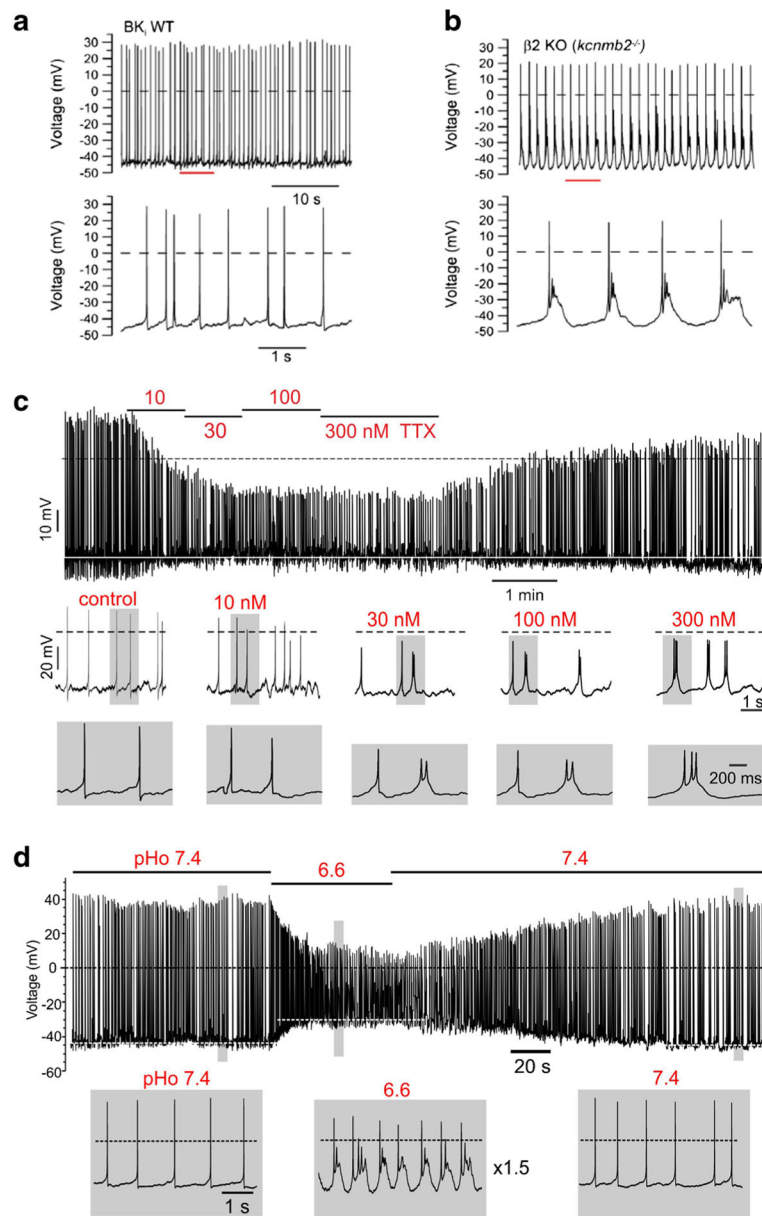 a
BKi WT
Voltage (mV)
30
20
10
0
-10
-20
-30
-40
-50
10 s
Voltage (mV)
30
20
10
0
-10
-20
-30
-40
-50
1 s
b
β2 KO (kcnmb2-/-)
Voltage (mV)
30
20
10
0
-10
-20
-30
-40
-50
Voltage (mV)
30
20
10
0
-10
-20
-30
-40
-50
1 s
c
10 100
30 300 nM TTX
10 mV
1 min
control 10 nM 30 nM 100 nM 300 nM
20 mV
1 s
200 ms
d
pHo 7.4 6.6 7.4
Voltage (mV)
40
20
0
-20
-40
-60
20 s
pHo 7.4 6.6 7.4
x1.5
1 s